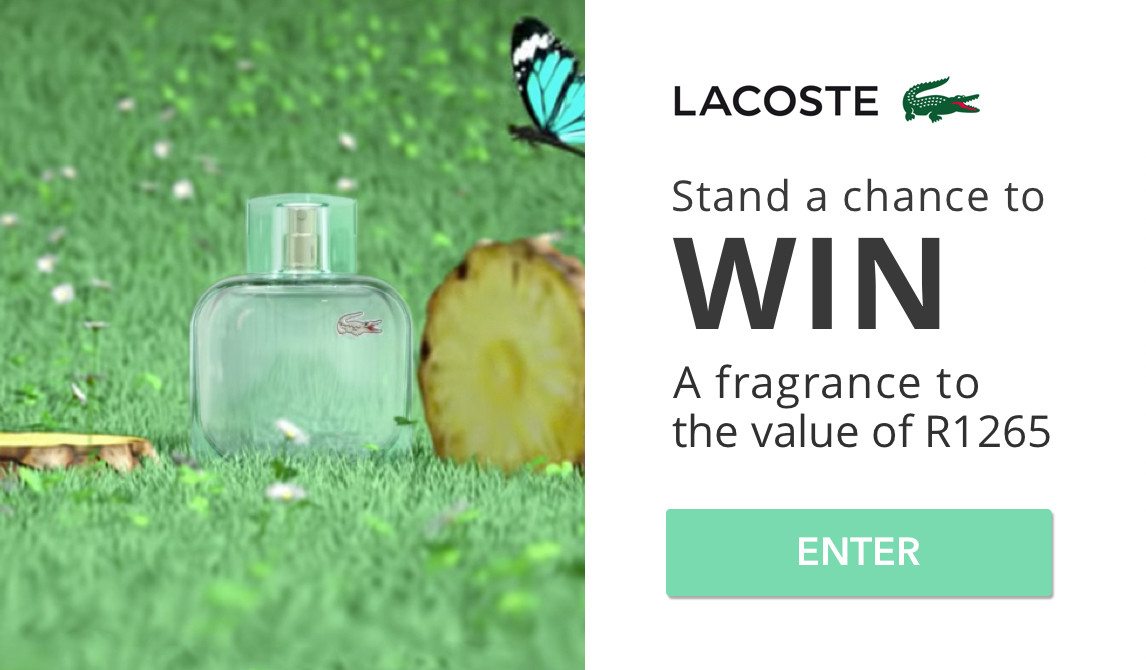 LACOSTE
Stand a chance to
WIN
A fragrance to
the value of R1265
ENTER